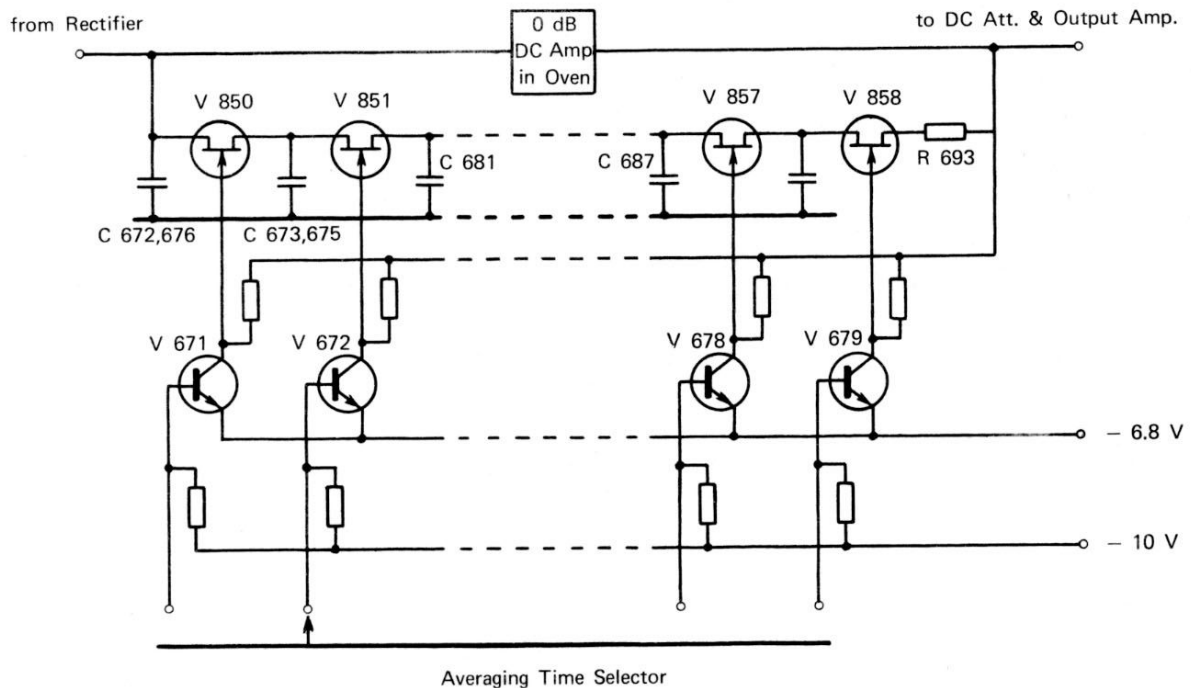 from Rectifier
0 dB
DC Amp
in Oven
to DC Att. & Output Amp.
V 850
V 851
V 857
V 858
C 681
C 687
R 693
C 672,676
C 673,675
V 671
V 672
V 678
V 679
– 6.8 V
– 10 V
Averaging Time Selector